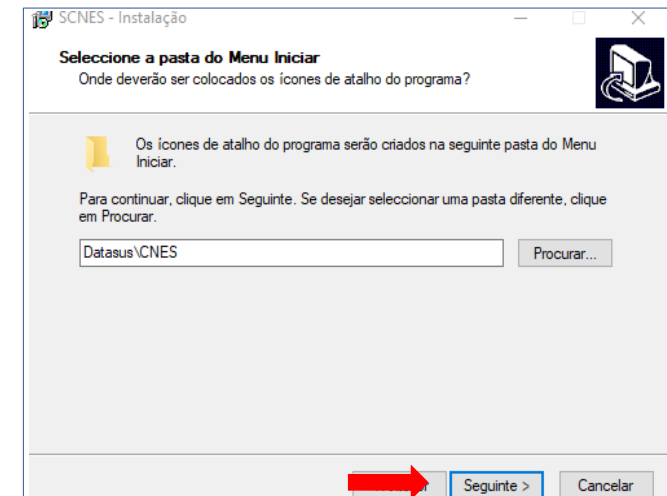 SCNES - Instalação
Seleccione a pasta do Menu Iniciar
Onde deverão ser colocados os ícones de atalho do programa?
Os ícones de atalho do programa serão criados na seguinte pasta do Menu
Iniciar.
Para continuar, clique em Seguinte. Se desejar seleccionar uma pasta diferente, clique
em Procurar.
Datasus\CNES
Procurar...
Seguinte >
Cancelar